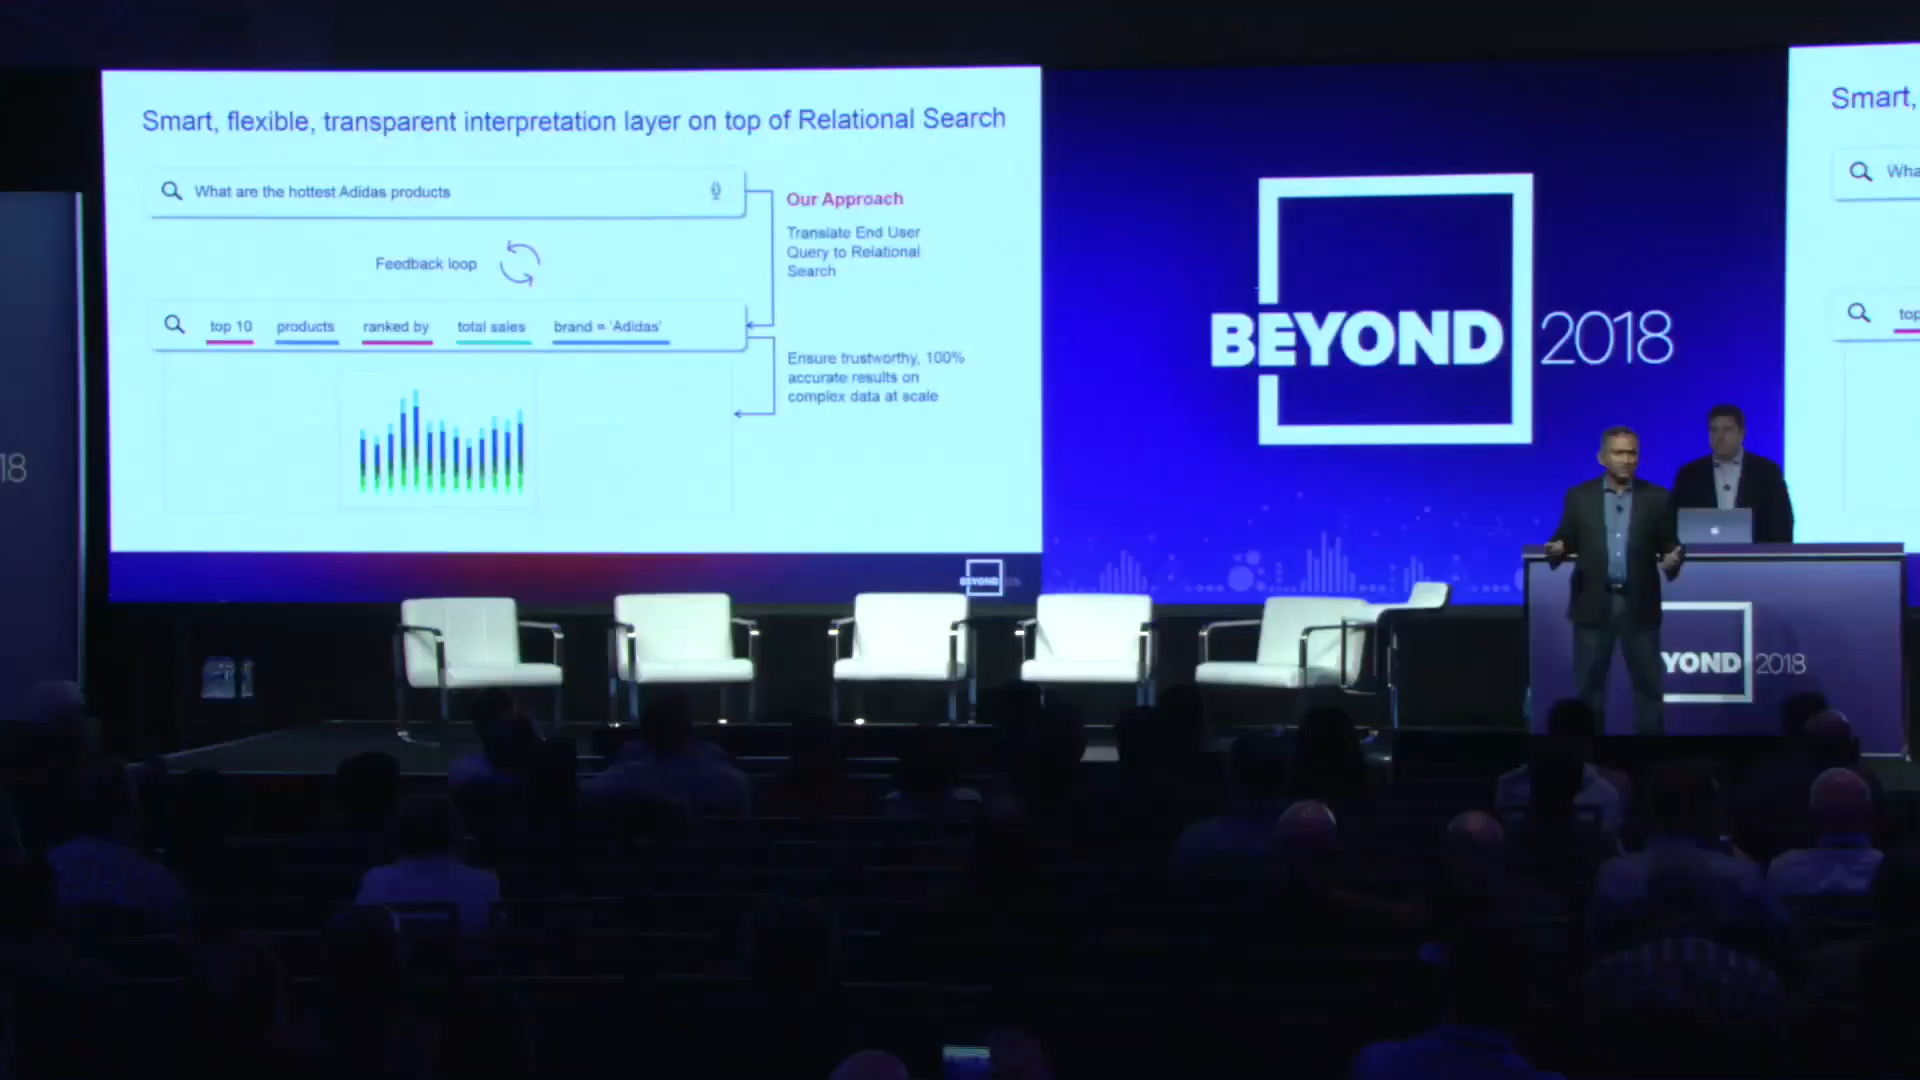 Smart, flexible, transparent interpretation layer on top of Relational Search
What are the hottest Adidas products
Our Approach
Translate End User
Query to Relational
Search
Feedback loop
top 10 products ranked by total sales brand = 'Adidas'
Ensure trustworthy, 100%
accurate results on
complex data at scale
BEYOND
BEYOND 2018
Smart,
Wha
top
18
YOND 2018